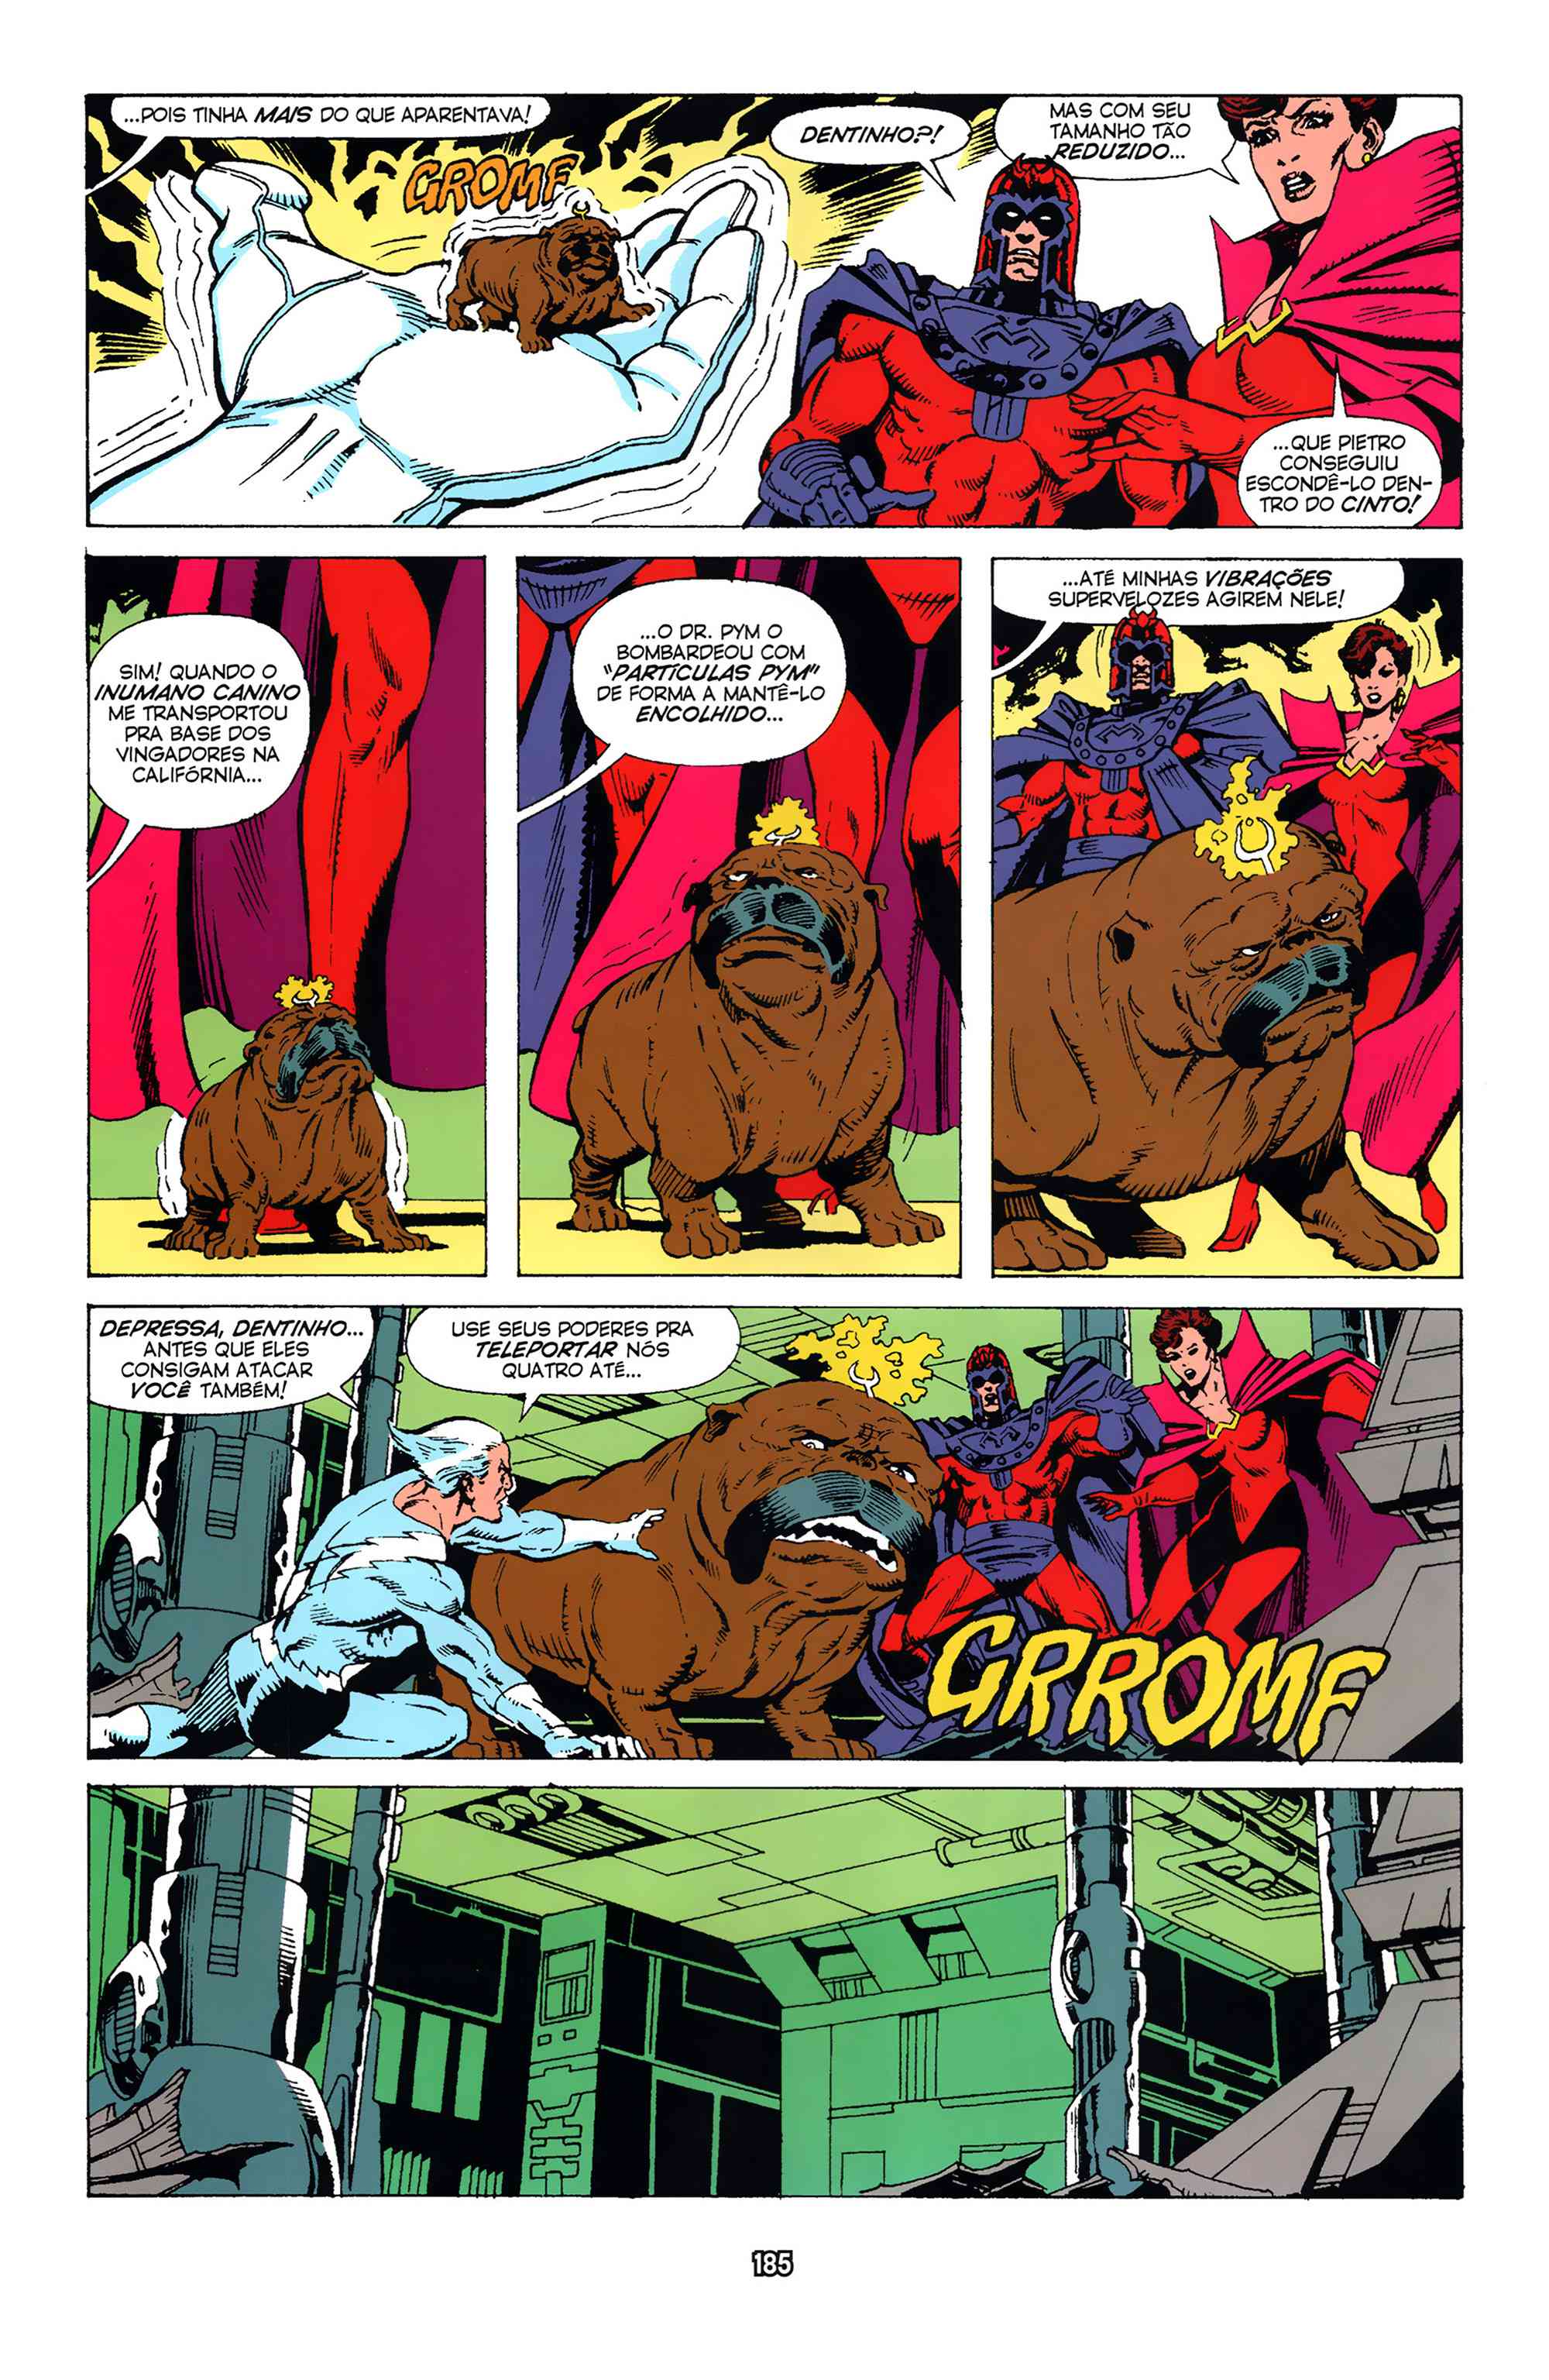 ...POIS TINHA MAIS DO QUE APARENTAVA!
GROMF
DENTINHO?!
MAS COM SEU
TAMANHO TÃO
REDUZIDO...
...QUE PIETRO
CONSEGUIU
ESCONDÊ-LO DEN-
TRO DO CINTO!
SIM! QUANDO O
INUMANO CANINO
ME TRANSPORTOU
PRA BASE DOS
VINGADORES NA
CALIFÓRNIA...
...O DR. PYM O
BOMBARDEOU COM
"PARTÍCULAS PYM"
DE FORMA A MANTÊ-LO
ENCOLHIDO...
...ATÉ MINHAS VIBRAÇÕES
SUPERVELOZES AGIREM NELE!
DEPRESSA, DENTINHO...
ANTES QUE ELES
CONSIGAM ATACAR
VOCÊ TAMBÉM!
USE SEUS PODERES PRA
TELEPORTAR NÓS
QUATRO ATÉ...
GRROMF
185